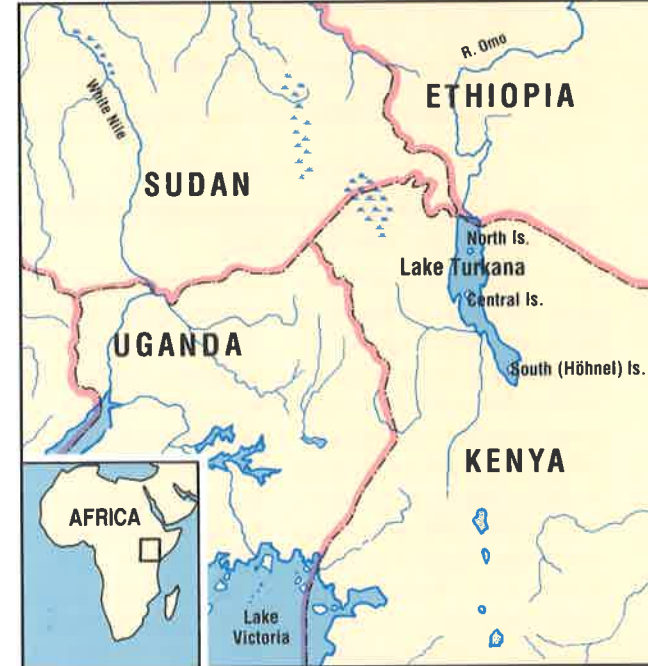 R. Omo
ETHIOPIA
White Nile
SUDAN
North Is.
Lake Turkana
Central Is.
UGANDA
South (Höhnel) Is.
KENYA
AFRICA
Lake
Victoria